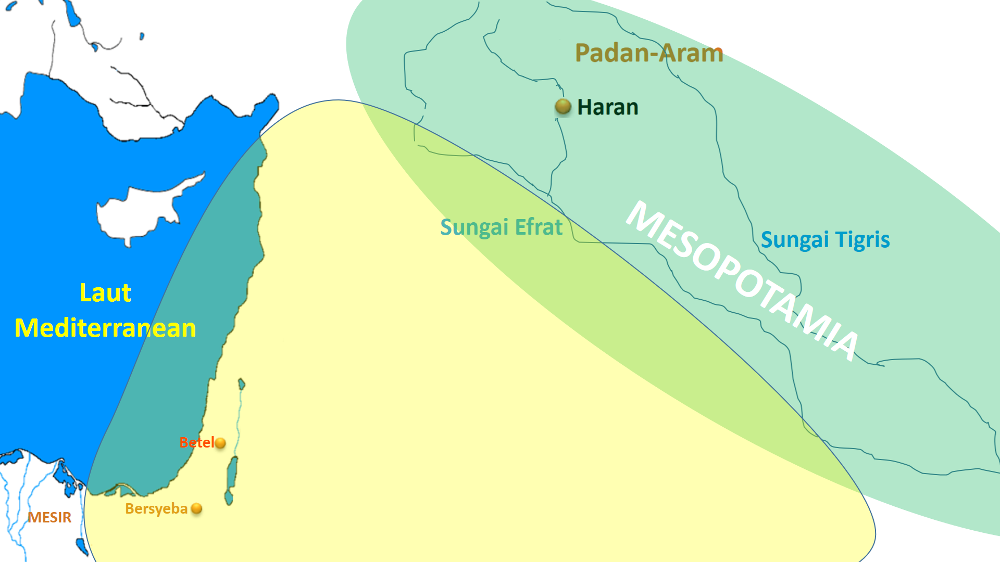 Padan-Aram
Haran
Sungai Efrat
MESOPOTAMIA
Sungai Tigris
Laut
Mediterranean
Betel
Bersyeba
MESIR